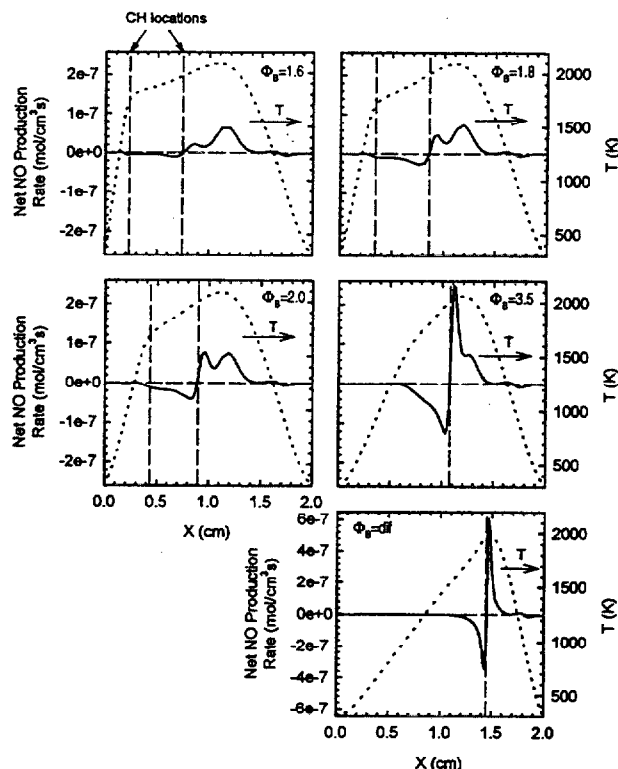 CH locations
Net NO Production
Rate (mol/cm³s)
2e-7
1e-7
0e+0
-1e-7
-2e-7
Φ_B=1.6
T
Φ_B=1.8
T
2000
1500
1000
500
T (K)
Net NO Production
Rate (mol/cm³s)
2e-7
1e-7
0e+0
-1e-7
-2e-7
Φ_B=2.0
T
0.0 0.5 1.0 1.5 2.0
X (cm)
Φ_B=3.5
T
2000
1500
1000
500
T (K)
Net NO Production
Rate (mol/cm³s)
6e-7
4e-7
2e-7
0e+0
-2e-7
-4e-7
-6e-7
Φ_B=dif
T
2000
1500
1000
500
T (K)
0.0 0.5 1.0 1.5 2.0
X (cm)